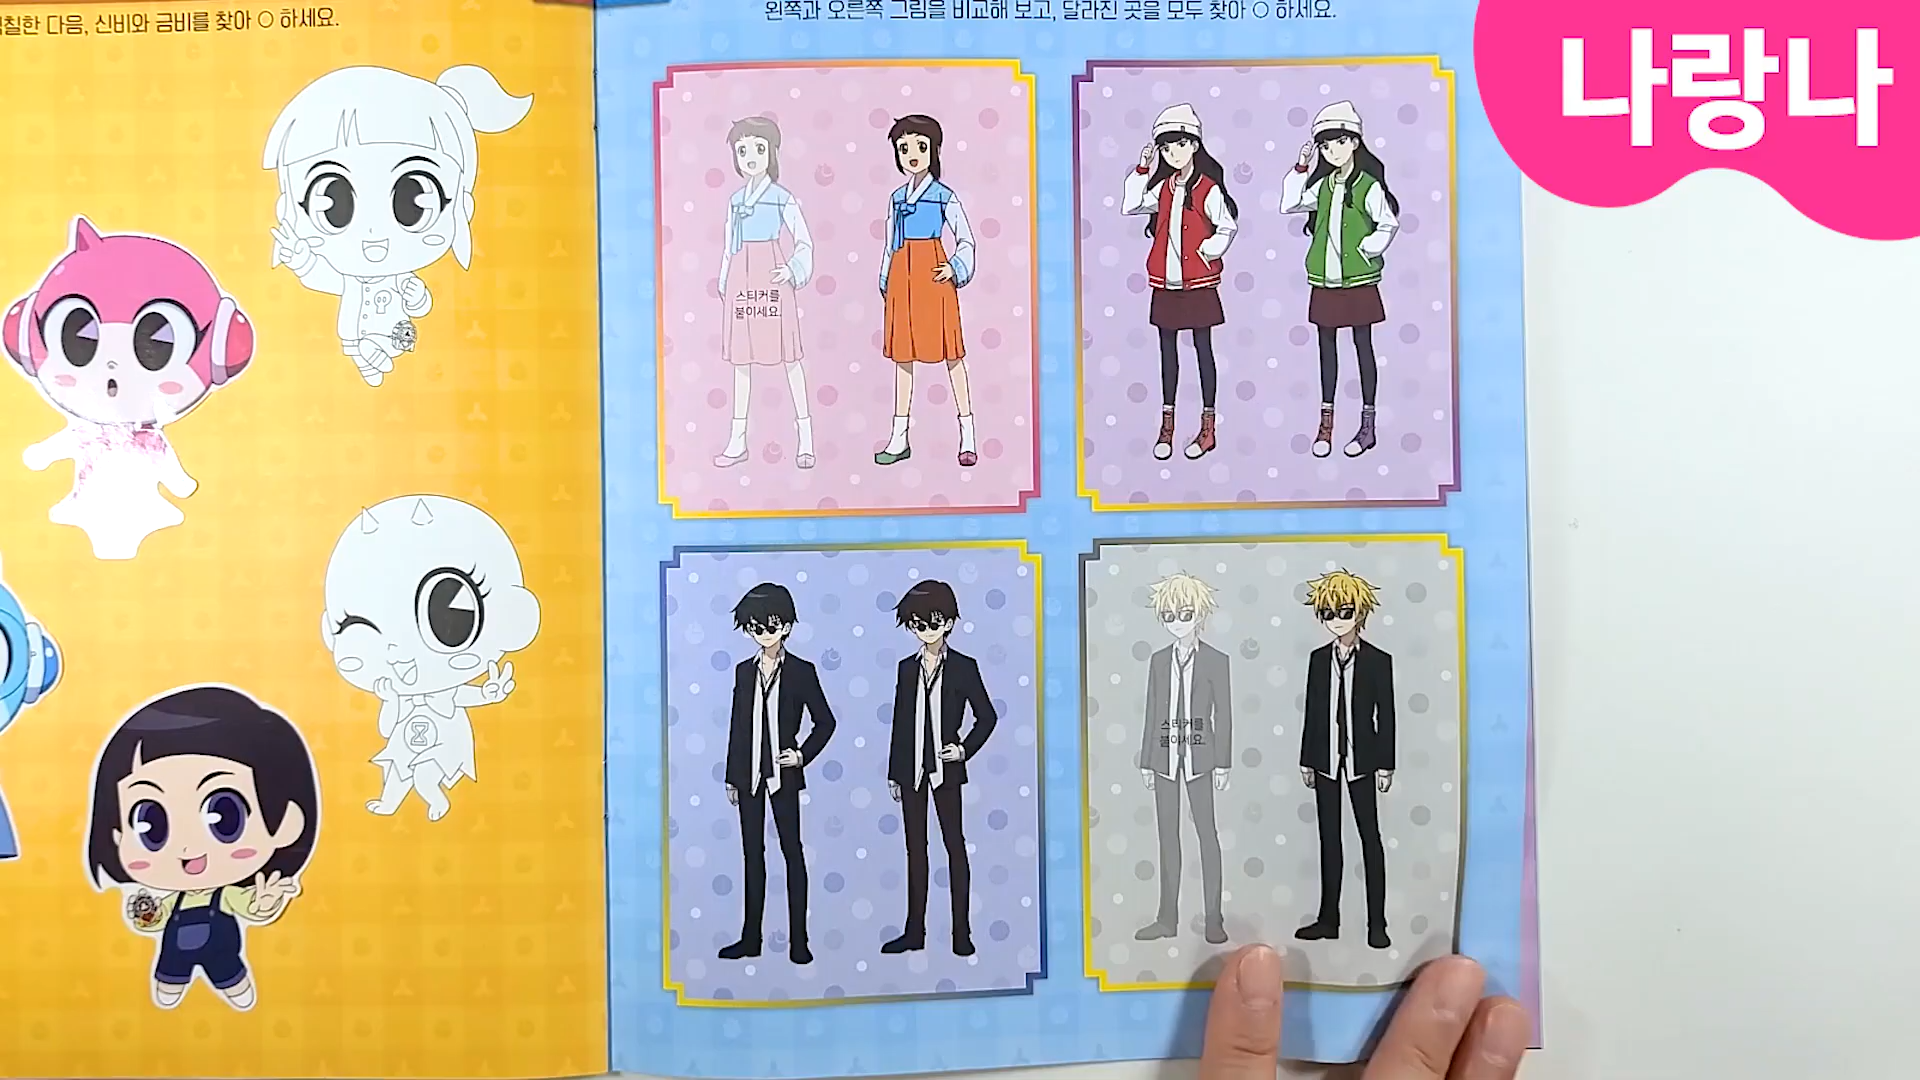 칠한 다음, 신비와 금비를 찾아 ○ 하세요.
왼쪽과 오른쪽 그림을 비교해 보고, 달라진 곳을 모두 찾아 ○ 하세요.
나랑나
스티커를
붙이세요.
스티커를
붙이세요.